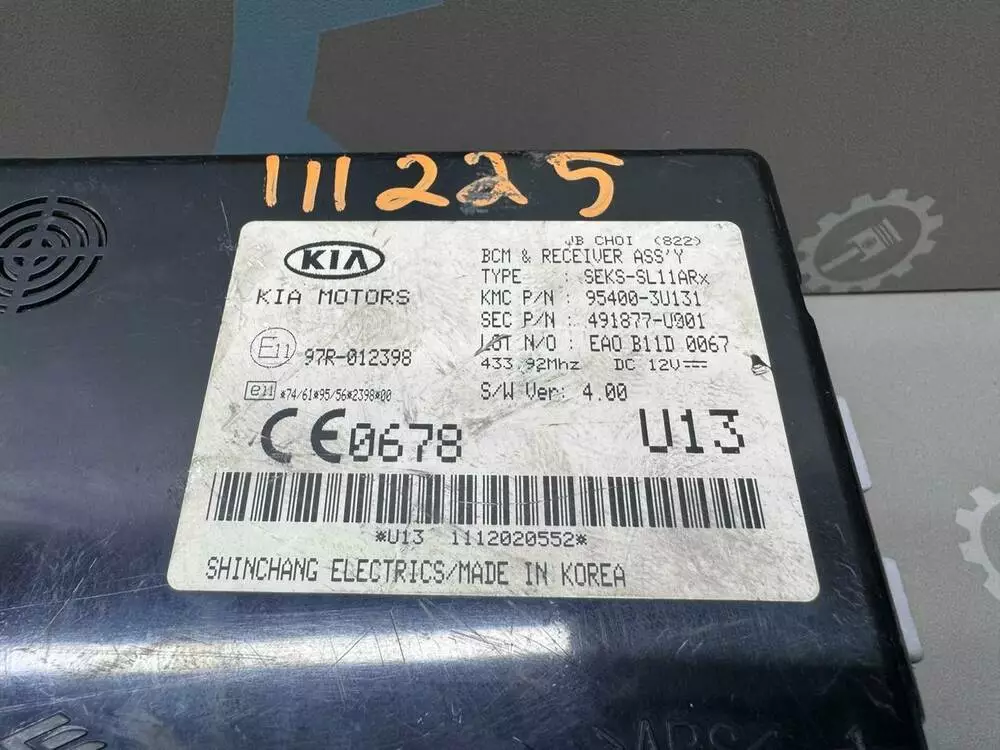 111225
JB CHOI (822)
KIA
KIA MOTORS
BCM & RECEIVER ASS'Y
TYPE : SEKS-SL11ARx
KMC P/N : 95400-3U131
SEC P/N : 491877-U901
LOT N/O : EAO B11D 0067
433.92Mhz DC 12V
S/W Ver: 4.00
E11 97R-012398
e11 *74/61*95/56*2398*00
CE0678
U13
*U13 1112020552*
SHINCHANG ELECTRICS/MADE IN KOREA
>ABS<